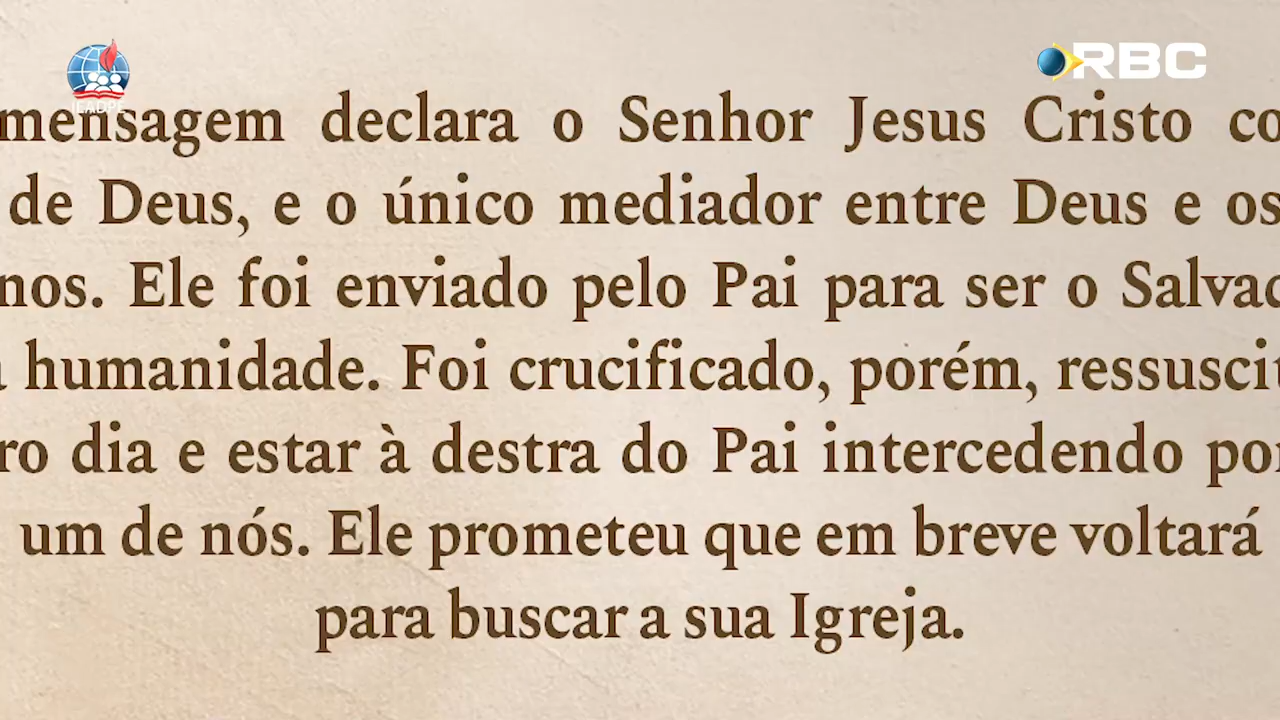 RBC
IEADPE
mensagem declara o Senhor Jesus Cristo co
de Deus, e o único mediador entre Deus e os
nos. Ele foi enviado pelo Pai para ser o Salvad
a humanidade. Foi crucificado, porém, ressuscit
ro dia e estar à destra do Pai intercedendo por
um de nós. Ele prometeu que em breve voltará
para buscar a sua Igreja.